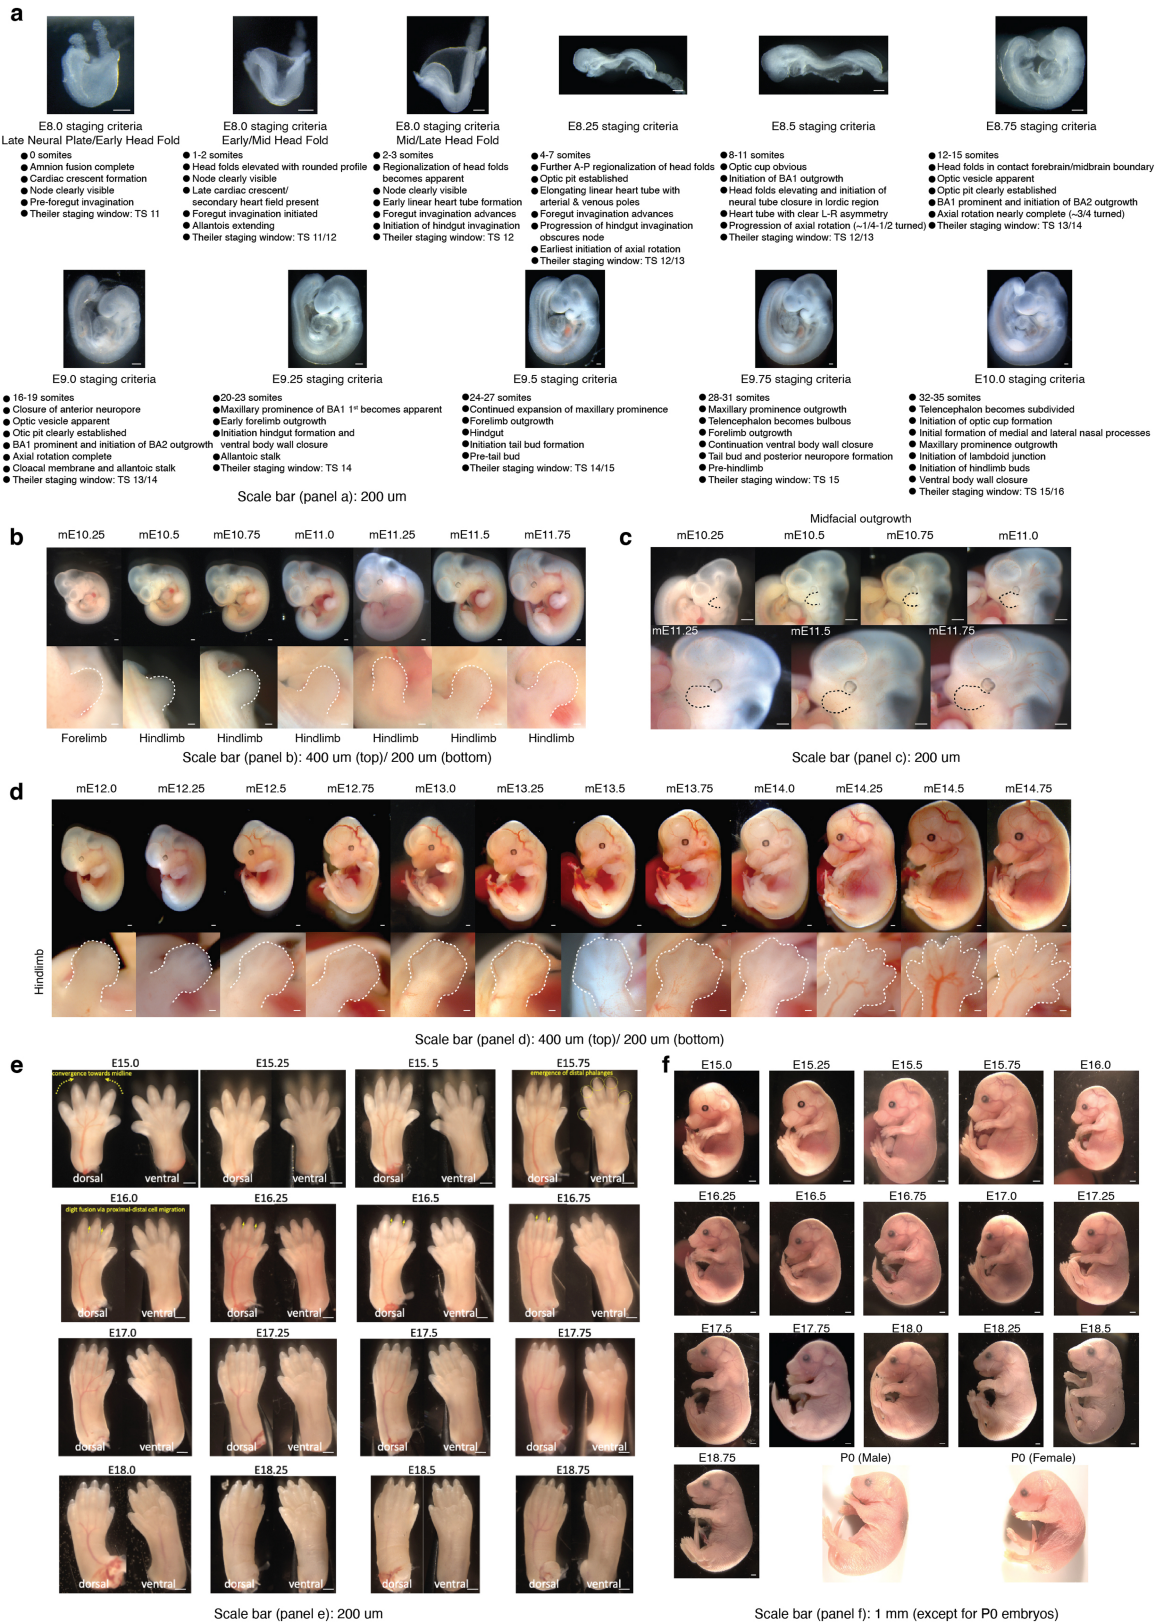 a
E8.0 staging criteria
Late Neural Plate/Early Head Fold
● 0 somites
● Amnion fusion complete
● Cardiac crescent formation
● Node clearly visible
● Pre-foregut invagination
● Theiler staging window: TS 11
E8.0 staging criteria
Early/Mid Head Fold
● 1-2 somites
● Head folds elevated with rounded profile
● Node clearly visible
● Late cardiac crescent/
secondary heart field present
● Foregut invagination initiated
● Allantois extending
● Theiler staging window: TS 11/12
E8.0 staging criteria
Mid/Late Head Fold
● 2-3 somites
● Regionalization of head folds
becomes apparent
● Node clearly visible
● Early linear heart tube formation
● Foregut invagination advances
● Initiation of hindgut invagination
● Theiler staging window: TS 12
E8.25 staging criteria
● 4-7 somites
● Further A-P regionalization of head folds
● Optic pit established
● Elongating linear heart tube with
arterial & venous poles
● Foregut invagination advances
● Progression of hindgut invagination
obscures node
● Earliest initiation of axial rotation
● Theiler staging window: TS 12/13
E8.5 staging criteria
● 8-11 somites
● Optic cup obvious
● Initiation of BA1 outgrowth
● Head folds elevating and initiation of
neural tube closure in lordic region
● Heart tube with clear L-R asymmetry
● Progression of axial rotation (~1/4-1/2 turned)
● Theiler staging window: TS 12/13
E8.75 staging criteria
● 12-15 somites
● Head folds in contact forebrain/midbrain boundary
● Optic vesicle apparent
● Optic pit clearly established
● BA1 prominent and initiation of BA2 outgrowth
● Axial rotation nearly complete (~3/4 turned)
● Theiler staging window: TS 13/14
E9.0 staging criteria
● 16-19 somites
● Closure of anterior neuropore
● Optic vesicle apparent
● Otic pit clearly established
● BA1 prominent and initiation of BA2 outgrowth
● Axial rotation complete
● Cloacal membrane and allantoic stalk
● Theiler staging window: TS 13/14
E9.25 staging criteria
● 20-23 somites
● Maxillary prominence of BA1 1st becomes apparent
● Early forelimb outgrowth
● Initiation hindgut formation and
ventral body wall closure
● Allantoic stalk
● Theiler staging window: TS 14
E9.5 staging criteria
● 24-27 somites
● Continued expansion of maxillary prominence
● Forelimb outgrowth
● Hindgut
● Initiation tail bud formation
● Pre-tail bud
● Theiler staging window: TS 14/15
E9.75 staging criteria
● 28-31 somites
● Maxillary prominence outgrowth
● Telencephalon becomes bulbous
● Forelimb outgrowth
● Continuation ventral body wall closure
● Tail bud and posterior neuropore formation
● Pre-hindlimb
● Theiler staging window: TS 15
E10.0 staging criteria
● 32-35 somites
● Telencephalon becomes subdivided
● Initiation of optic cup formation
● Initial formation of medial and lateral nasal processes
● Maxillary prominence outgrowth
● Initiation of lambdoid junction
● Initiation of hindlimb buds
● Ventral body wall closure
● Theiler staging window: TS 15/16
Scale bar (panel a): 200 um
b
mE10.25 mE10.5 mE10.75 mE11.0 mE11.25 mE11.5 mE11.75
Forelimb Hindlimb Hindlimb Hindlimb Hindlimb Hindlimb Hindlimb
Scale bar (panel b): 400 um (top)/ 200 um (bottom)
c
Midfacial outgrowth
mE10.25 mE10.5 mE10.75 mE11.0
mE11.25 mE11.5 mE11.75
Scale bar (panel c): 200 um
d
mE12.0 mE12.25 mE12.5 mE12.75 mE13.0 mE13.25 mE13.5 mE13.75 mE14.0 mE14.25 mE14.5 mE14.75
Hindlimb
Scale bar (panel d): 400 um (top)/ 200 um (bottom)
e
E15.0 E15.25 E15. 5 E15.75
convergence towards midline emergence of distal phalanges
dorsal ventral dorsal ventral dorsal ventral dorsal ventral
E16.0 E16.25 E16.5 E16.75
digit fusion via proximal-distal cell migration
dorsal ventral dorsal ventral dorsal ventral dorsal ventral
E17.0 E17.25 E17.5 E17.75
dorsal ventral dorsal ventral dorsal ventral dorsal ventral
E18.0 E18.25 E18.5 E18.75
dorsal ventral dorsal ventral dorsal ventral dorsal ventral
Scale bar (panel e): 200 um
f
E15.0 E15.25 E15.5 E15.75 E16.0
E16.25 E16.5 E16.75 E17.0 E17.25
E17.5 E17.75 E18.0 E18.25 E18.5
E18.75 P0 (Male) P0 (Female)
Scale bar (panel f): 1 mm (except for P0 embryos)